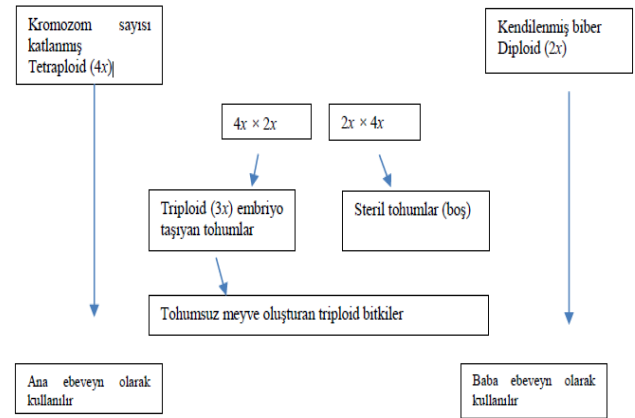 Kromozom sayısı
katlanmış
Tetraploid (4x)
Kendilenmiş biber
Diploid (2x)
4x × 2x
2x × 4x
Triploid (3x) embriyo
taşıyan tohumlar
Steril tohumlar (boş)
Tohumsuz meyve oluşturan triploid bitkiler
Ana ebeveyn olarak
kullanılır
Baba ebeveyn olarak
kullanılır